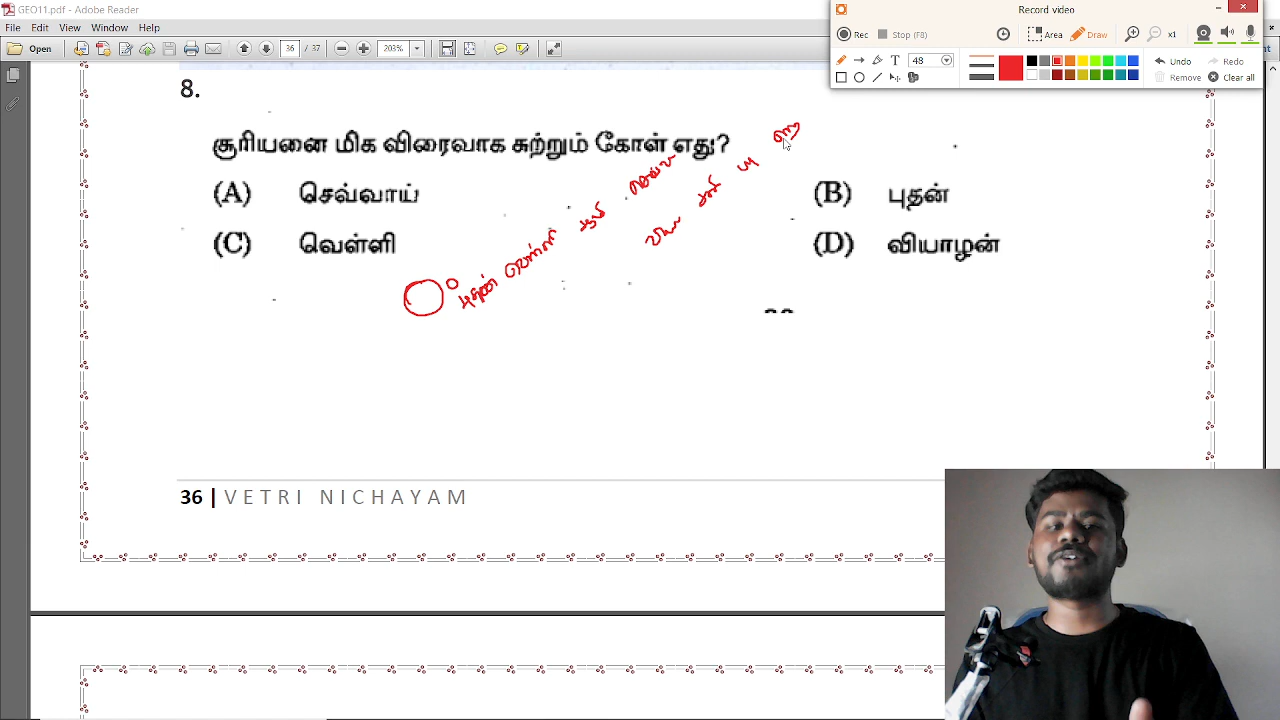 GEO11.pdf - Adobe Reader
File Edit View Window Help
Open 36 / 37 203%
Record video
Rec Stop (F8) Area Draw x1
T 48 Undo Redo
Remove Clear all
8.
சூரியனை மிக விரைவாக சுற்றும் கோள் எது?
(A) செவ்வாய் (B) புதன்
(C) வெள்ளி (D) வியாழன்
புதன் வெள்ளி
36 | VETRI NICHAYAM